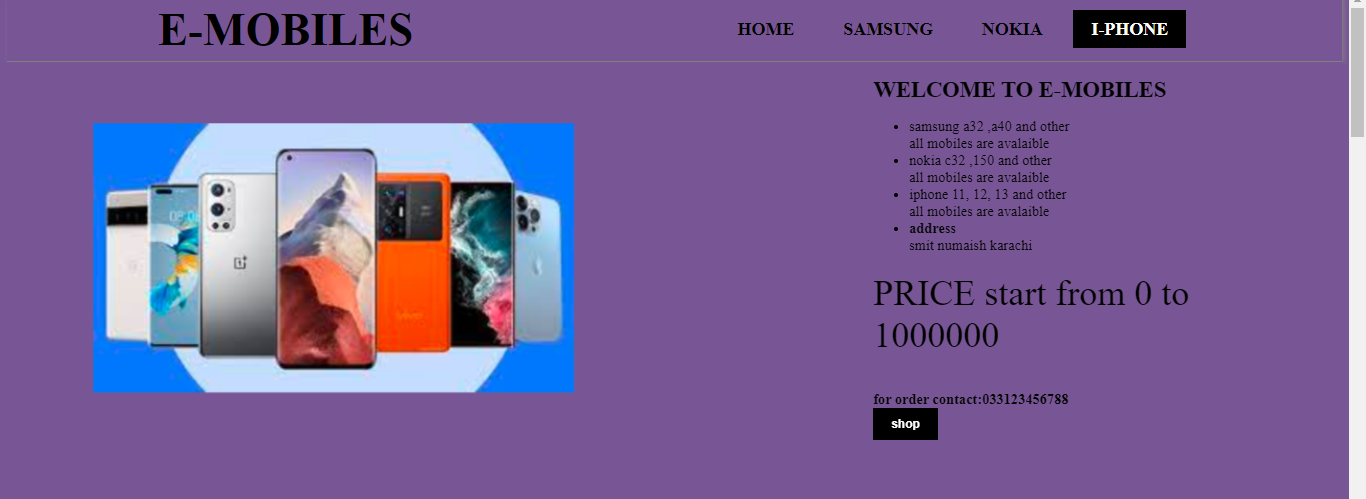 E-MOBILES
HOME SAMSUNG NOKIA I-PHONE
WELCOME TO E-MOBILES
samsung a32 ,a40 and other
all mobiles are avalaible
nokia c32 ,150 and other
all mobiles are avalaible
iphone 11, 12, 13 and other
all mobiles are avalaible
address
smit numaish karachi
PRICE start from 0 to
1000000
for order contact:033123456788
shop
vivo